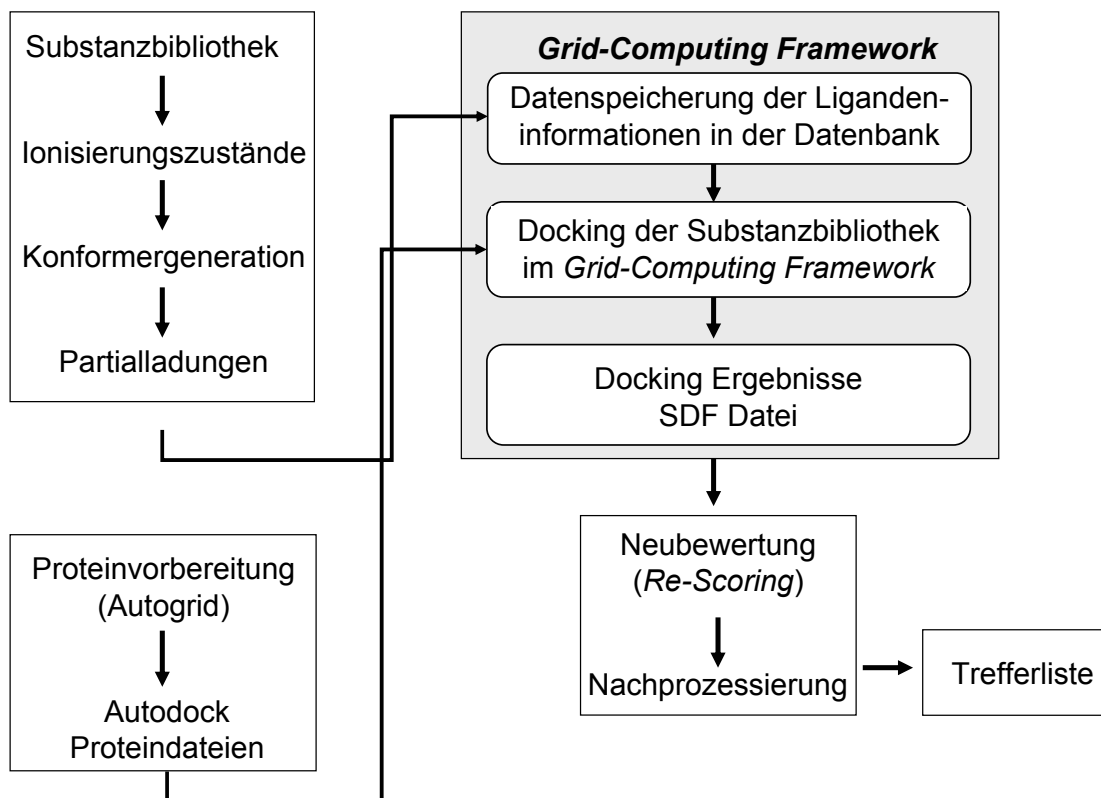 Substanzbibliothek
Ionisierungszustände
Konformergeneration
Partialladungen
Proteinvorbereitung
(Autogrid)
Autodock
Proteindateien
Grid-Computing Framework
Datenspeicherung der Liganden-
informationen in der Datenbank
Docking der Substanzbibliothek
im Grid-Computing Framework
Docking Ergebnisse
SDF Datei
Neubewertung
(Re-Scoring)
Nachprozessierung
Trefferliste